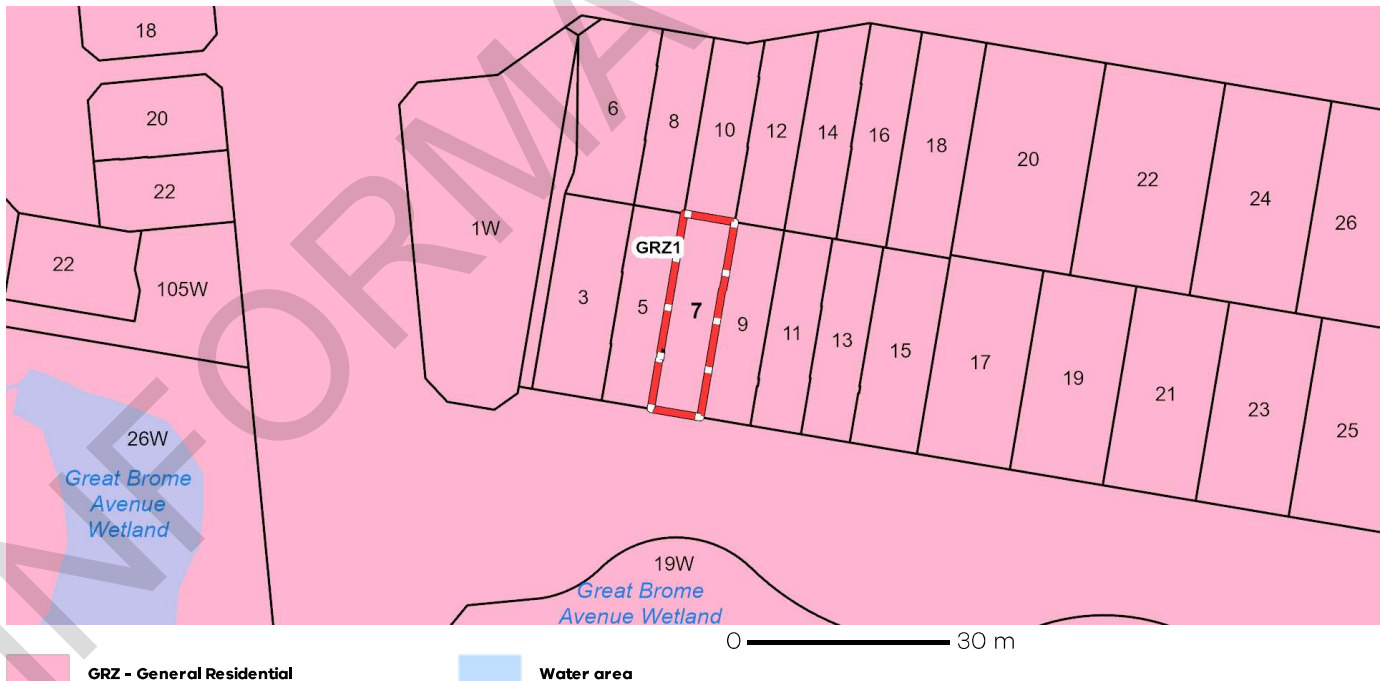 18
20
22
22
105W
26W
Great Brome
Avenue
Wetland
1W
6
8
10
12
14
16
18
20
22
24
26
GRZ1
3
5
7
9
11
13
15
17
19
21
23
25
19W
Great Brome
Avenue Wetland
0 30 m
GRZ - General Residential
Water area
INFORMA